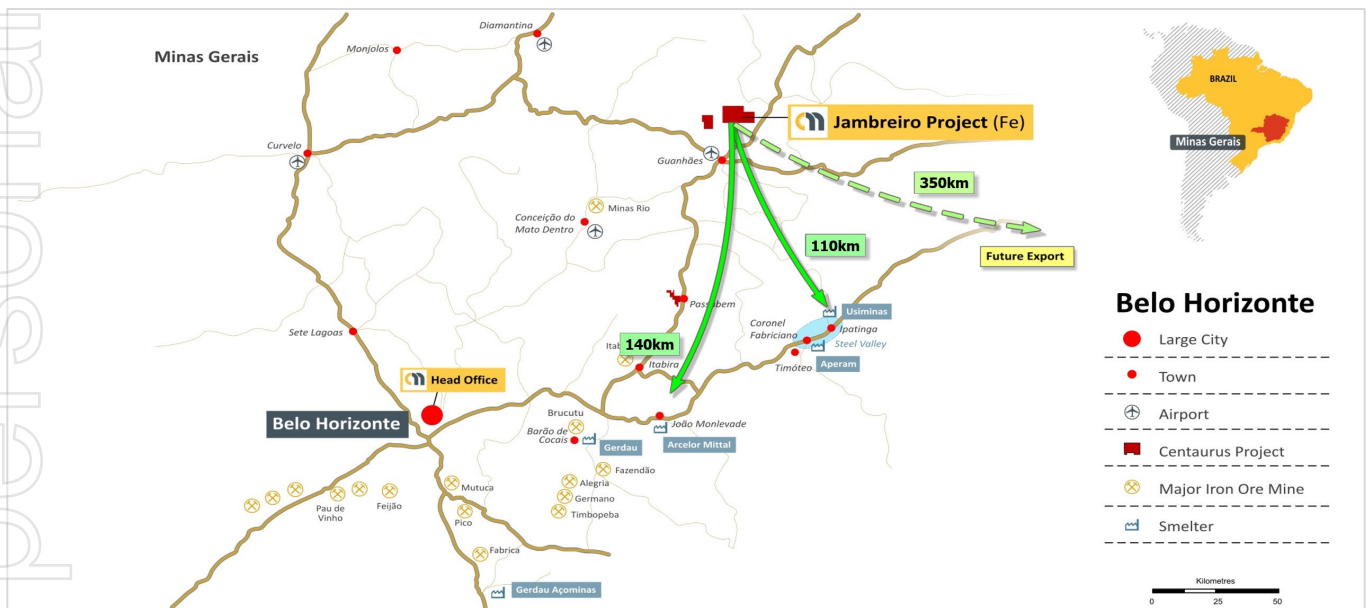 personal
Minas Gerais
Monjolos
Diamantina
Curvelo
Jambreiro Project (Fe)
Guanhães
350km
Minas Rio
Conceição do
Mato Dentro
110km
Future Export
Passabem
Usiminas
Coronel
Fabriciano
Ipatinga
Steel Valley
Timóteo
Aperam
Sete Lagoas
140km
Itabira
Head Office
Belo Horizonte
Brucutu
Barão de
Cocais
Gerdau
João Monlevade
Arcelor Mittal
Fazendão
Alegria
Germano
Timbopeba
Mutuca
Pau de
Vinho
Feijão
Pico
Fabrica
Gerdau Açominas
BRAZIL
Minas Gerais
Belo Horizonte
Large City
Town
Airport
Centaurus Project
Major Iron Ore Mine
Smelter
Kilometres
0 25 50